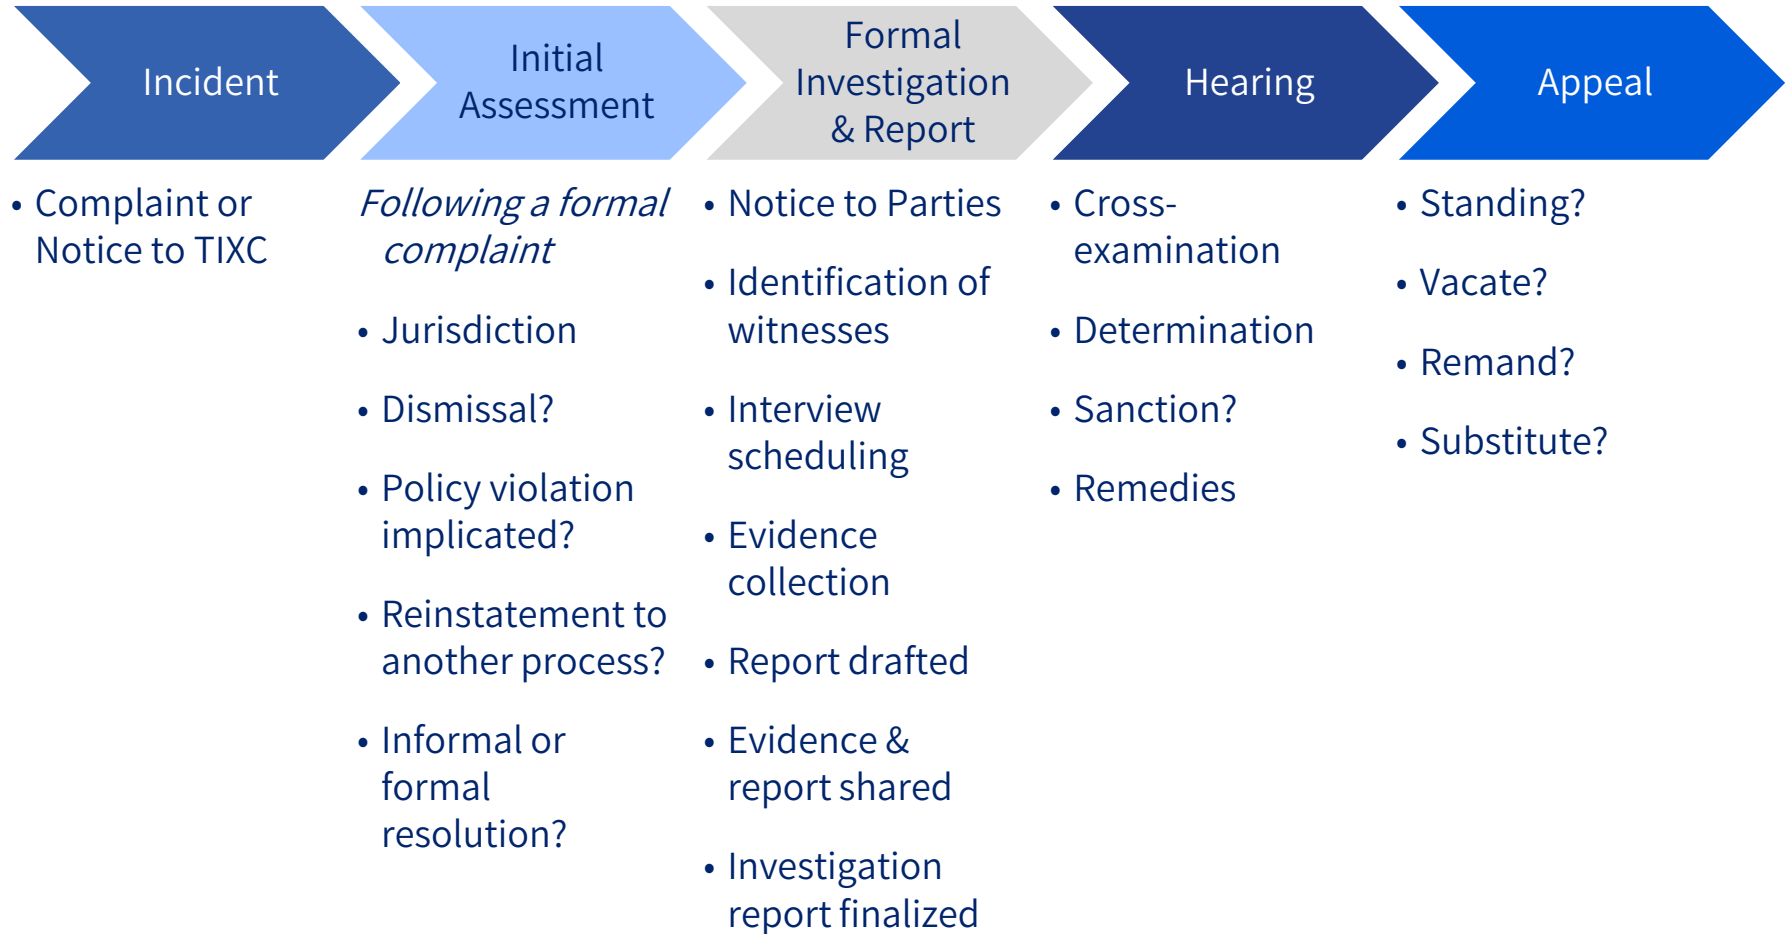 Incident
Initial
Assessment
Formal
Investigation
& Report
Hearing
Appeal
• Complaint or
Notice to TIXC
Following a formal
complaint
• Jurisdiction
• Dismissal?
• Policy violation
implicated?
• Reinstatement to
another process?
• Informal or
formal
resolution?
• Notice to Parties
• Identification of
witnesses
• Interview
scheduling
• Evidence
collection
• Report drafted
• Evidence &
report shared
• Investigation
report finalized
• Cross-
examination
• Determination
• Sanction?
• Remedies
• Standing?
• Vacate?
• Remand?
• Substitute?